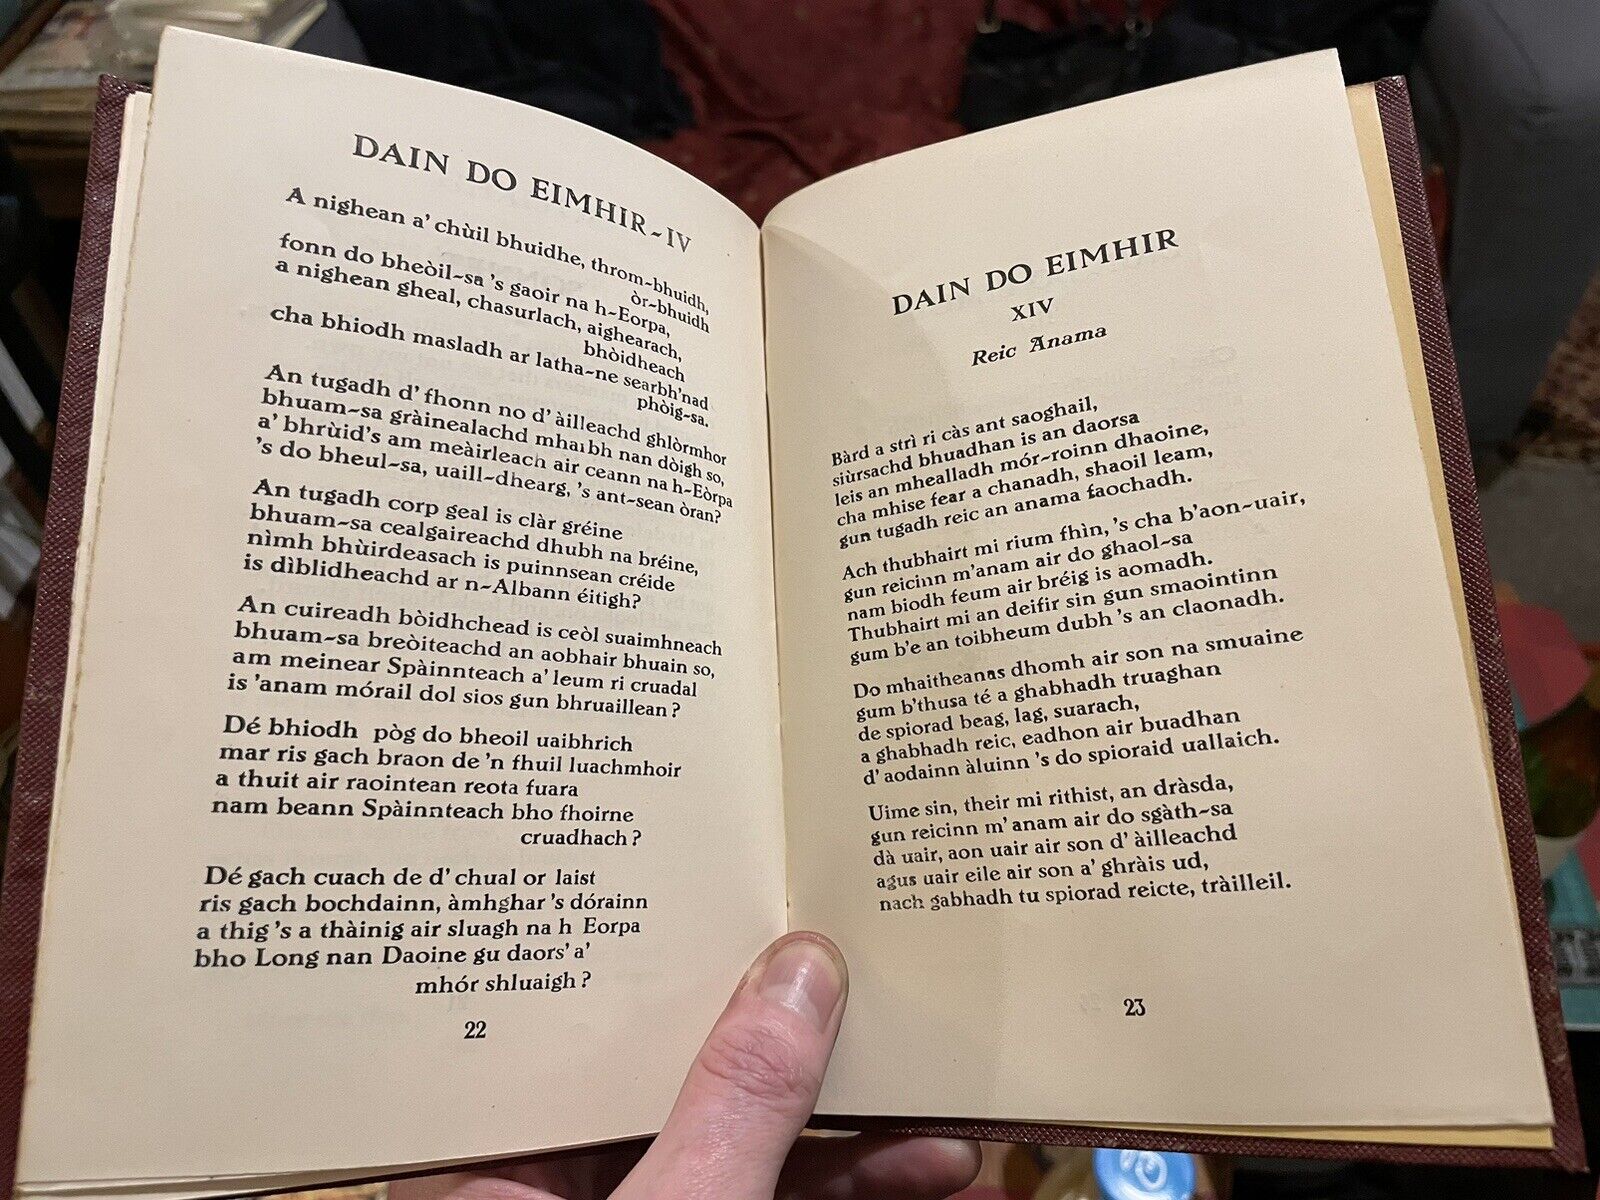 DAIN DO EIMHIR-IV
A nighean a' chùil bhuidhe, throm-bhuidh,
òr-bhuidh
fonn do bheòil-sa 's gaoir na h-Eorpa,
a nighean gheal, chasurlach, aighearach,
bhòidheach
cha bhiodh masladh ar latha-ne searbh'nad
phòig-sa.
An tugadh d' fhonn no d' àilleachd ghlòrmhor
bhuam-sa gràinealachd mhaibh nan dòigh so,
a' bhrùid's am meàirleach air ceann na h-Eòrpa
's do bheul-sa, uaill-dhearg, 's ant-sean òran?
An tugadh corp geal is clàr gréine
bhuam-sa cealgaireachd dhubh na bréine,
nìmh bhùirdeasach is puinnsean créide
is dìblidheachd ar n-Albann éitigh?
An cuireadh bòidhchead is ceòl suaimhneach
bhuam-sa breòiteachd an aobhair bhuain so,
am meinear Spàinnteach a' leum ri cruadal
is 'anam mórail dol sios gun bhruaillean?
Dé bhiodh pòg do bheoil uaibhrich
mar ris gach braon de 'n fhuil luachmhoir
a thuit air raointean reota fuara
nam beann Spàinnteach bho fhoirne
cruadhach?
Dé gach cuach de d' chual or laist
ris gach bochdainn, àmhghar 's dórainn
a thig 's a thàinig air sluagh na h Eorpa
bho Long nan Daoine gu daors' a'
mhór shluaigh?
22
DAIN DO EIMHIR
XIV
Reic Anama
Bàrd a strì ri càs ant saoghail,
siùrsachd bhuadhan is an daorsa
leis an mhealladh mór-roinn dhaoine,
cha mhise fear a chanadh, shaoil leam,
gun tugadh reic an anama faochadh.
Ach thubhairt mi rium fhìn, 's cha b'aon-uair,
gun reicinn m'anam air do ghaol-sa
nam biodh feum air bréig is aomadh.
Thubhairt mi an deifir sin gun smaointinn
gum b'e an toibheum dubh 's an claonadh.
Do mhaitheanas dhomh air son na smuaine
gum b'thusa té a ghabhadh truaghan
de spiorad beag, lag, suarach,
a ghabhadh reic, eadhon air buadhan
d' aodainn àluinn 's do spioraid uallaich.
Uime sin, their mi rithist, an dràsda,
gun reicinn m' anam air do sgàth-sa
dà uair, aon uair air son d' àilleachd
agus uair eile air son a' ghràis ud,
nach gabhadh tu spiorad reicte, tràilleil.
23